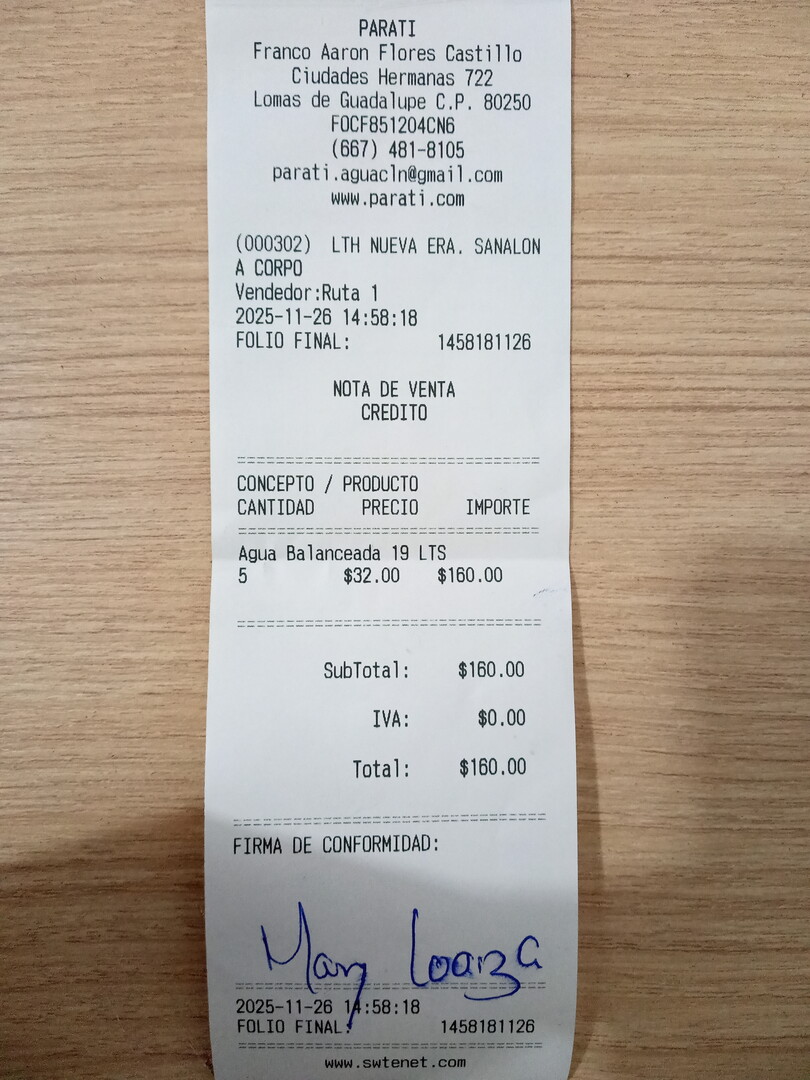 PARATI
Franco Aaron Flores Castillo
Ciudades Hermanas 722
Lomas de Guadalupe C.P. 80250
FOCF851204CN6
(667) 481-8105
parati.aguacln@gmail.com
www.parati.com
(000302) LTH NUEVA ERA. SANALON
A CORPO
Vendedor:Ruta 1
2025-11-26 14:58:18
FOLIO FINAL: 1458181126
NOTA DE VENTA
CREDITO
===============================
CONCEPTO / PRODUCTO
CANTIDAD PRECIO IMPORTE
===============================
Agua Balanceada 19 LTS
5 $32.00 $160.00
===============================
SubTotal: $160.00
IVA: $0.00
Total: $160.00
===============================
FIRMA DE CONFORMIDAD:
Mary Loaiza
===============================
2025-11-26 14:58:18
FOLIO FINAL: 1458181126
===============================
www.swtenet.com